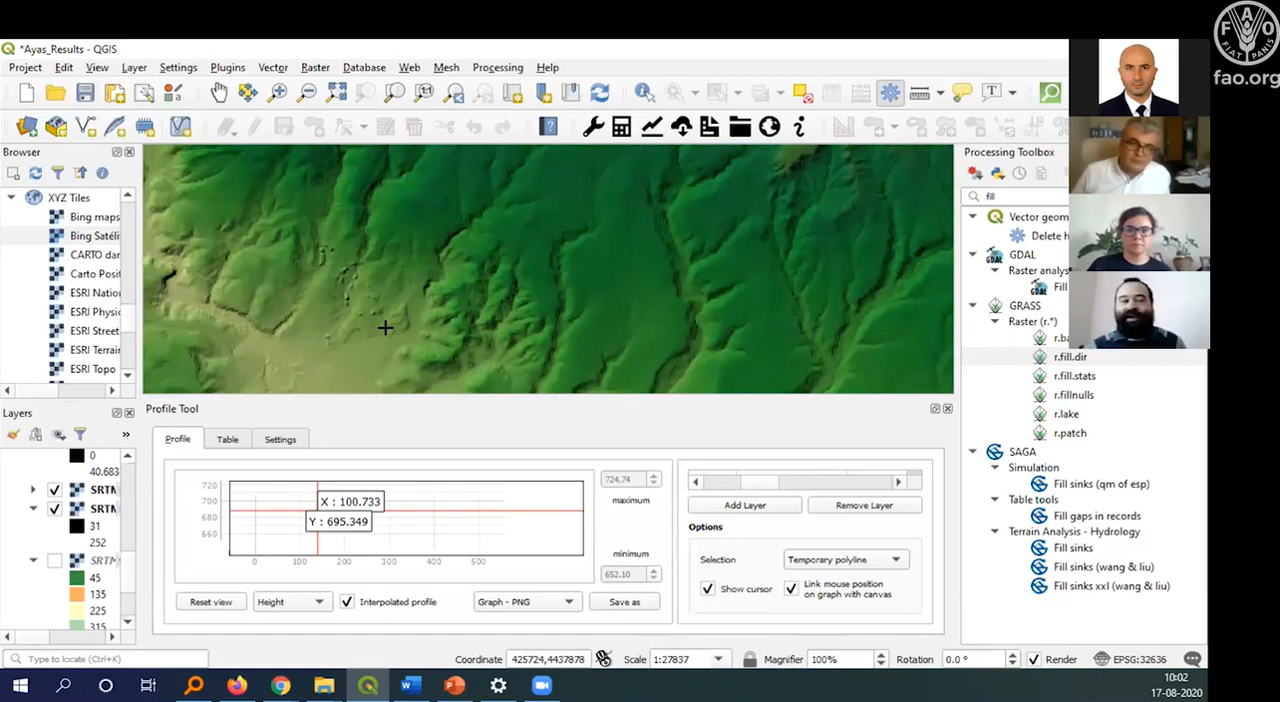 FAO
FIAT PANIS
fao.org
*Ayas_Results - QGIS
Project Edit View Layer Settings Plugins Vector Raster Database Web Mesh Processing Help
Browser
XYZ Tiles
Bing maps
Bing Satéli
CARTO dar
Carto Posit
ESRI Nation
ESRI Physic
ESRI Street
ESRI Terrain
ESRI Topo
Layers
0
40.683
SRTM
SRTM
31
252
SRTM
45
135
225
315
Profile Tool
Profile Table Settings
720
700
680
660
X : 100.733
Y : 695.349
0 100 200 300 400 500
724.74
maximum
minimum
652.10
Reset view Height Interpolated profile Graph - PNG Save as
Add Layer Remove Layer
Options
Selection Temporary polyline
Show cursor Link mouse position
on graph with canvas
Processing Toolbox
fill
Vector geom
Delete h
GDAL
Raster analys
Fill
GRASS
Raster (r.*)
r.ba
r.fill.dir
r.fill.stats
r.fillnulls
r.lake
r.patch
SAGA
Simulation
Fill sinks (qm of esp)
Table tools
Fill gaps in records
Terrain Analysis - Hydrology
Fill sinks
Fill sinks (wang & liu)
Fill sinks xxl (wang & liu)
Type to locate (Ctrl+K) Coordinate 425724,4437878 Scale 1:27837 Magnifier 100% Rotation 0.0 ° Render EPSG:32636
10:02
17-08-2020